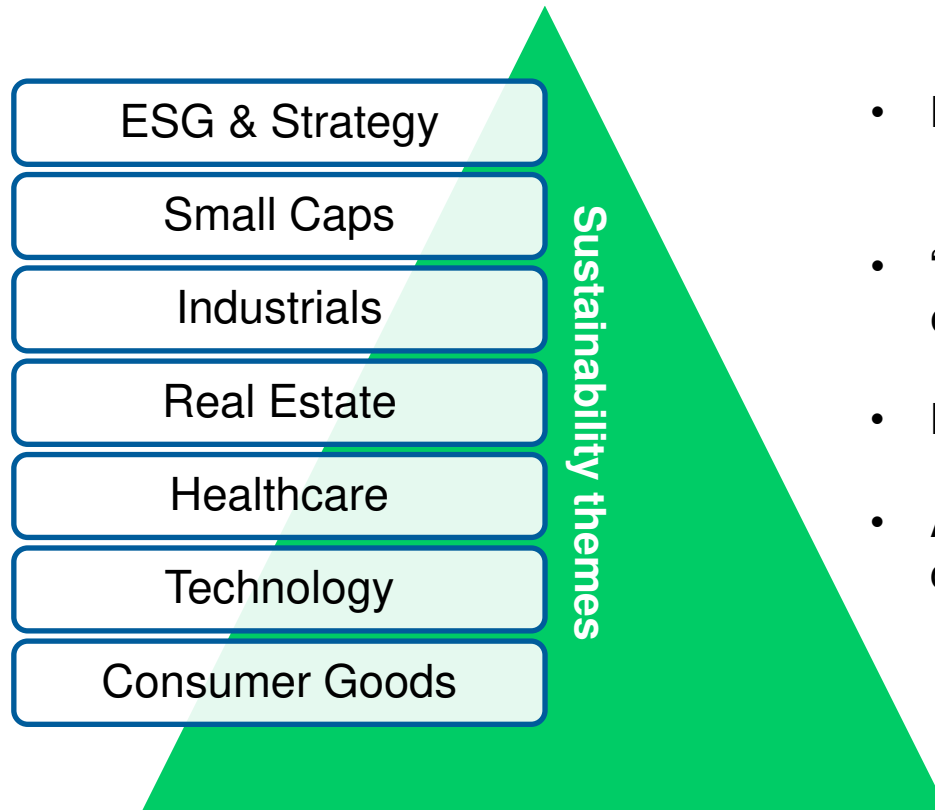 ESG & Strategy
Small Caps
Industrials
Real Estate
Healthcare
Technology
Consumer Goods
Sustainability themes